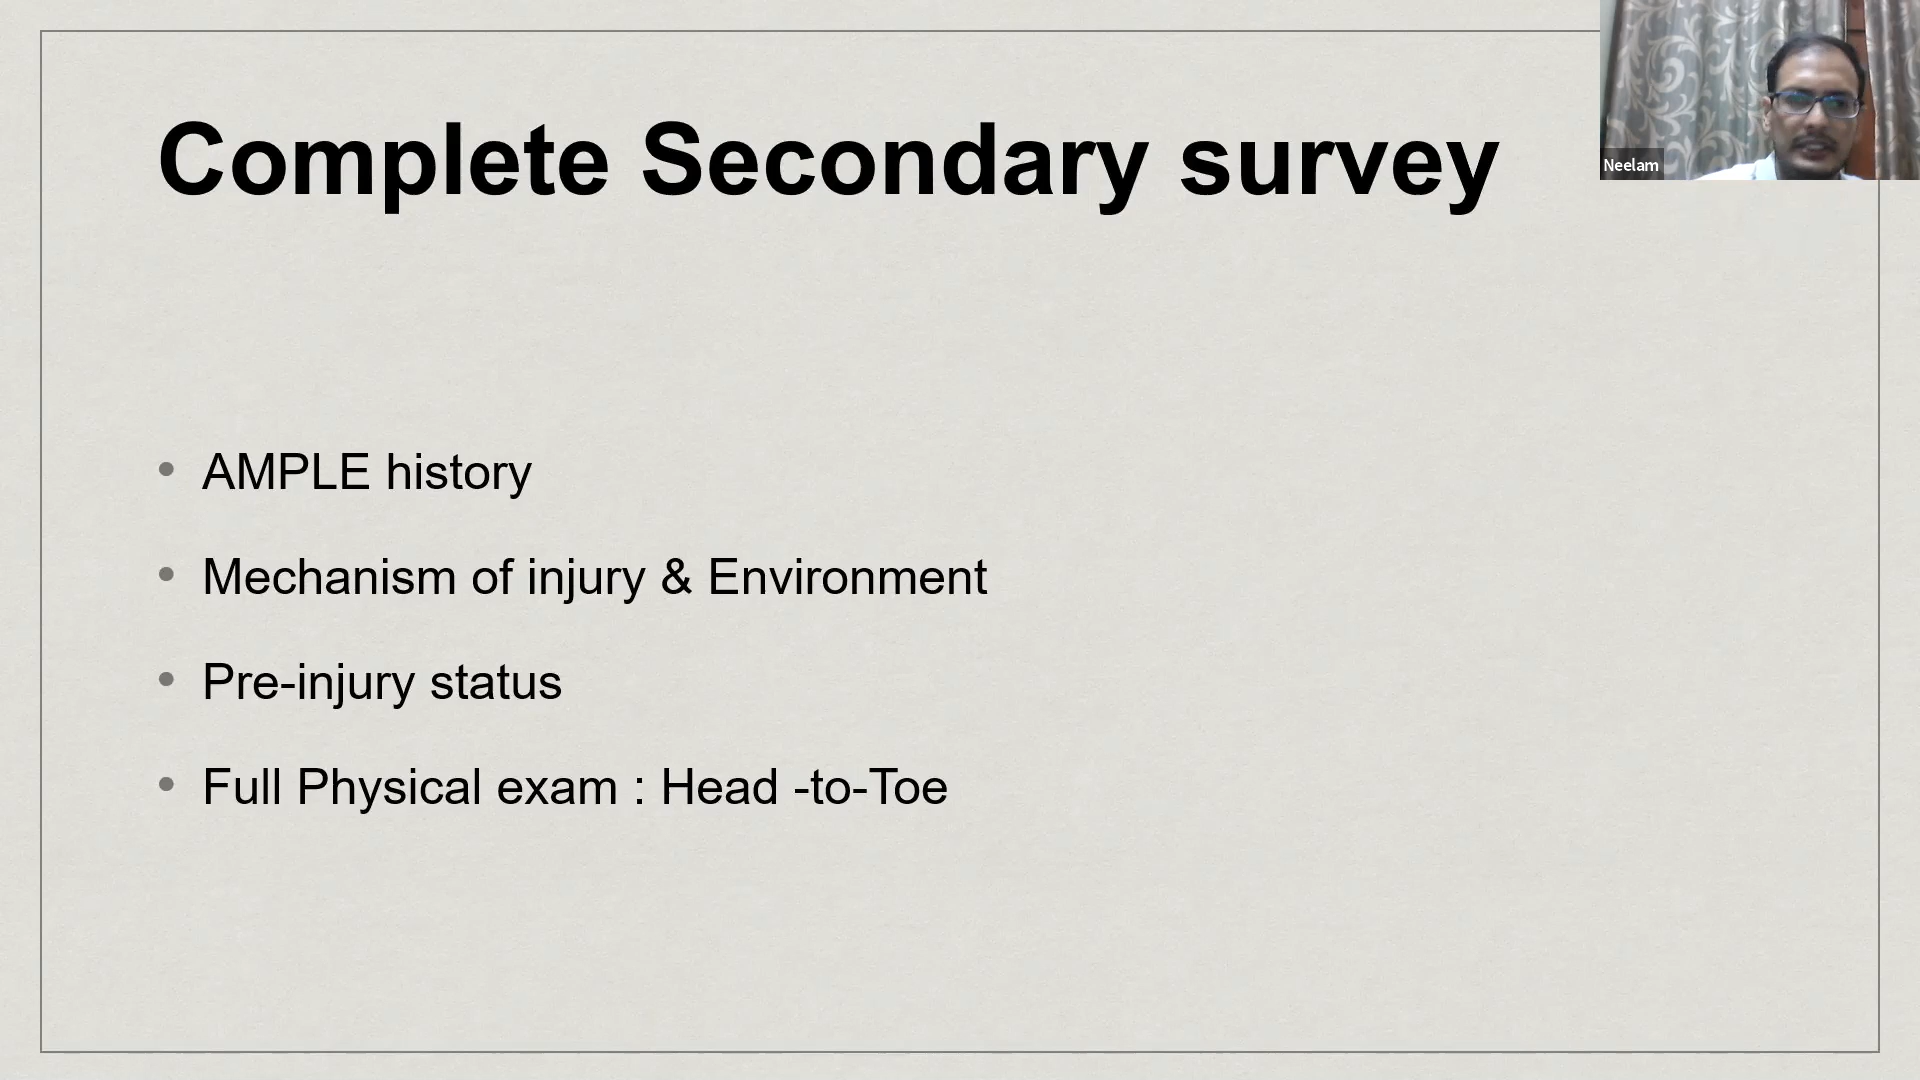 Complete Secondary survey
Neelam
• AMPLE history
• Mechanism of injury & Environment
• Pre-injury status
• Full Physical exam : Head -to-Toe